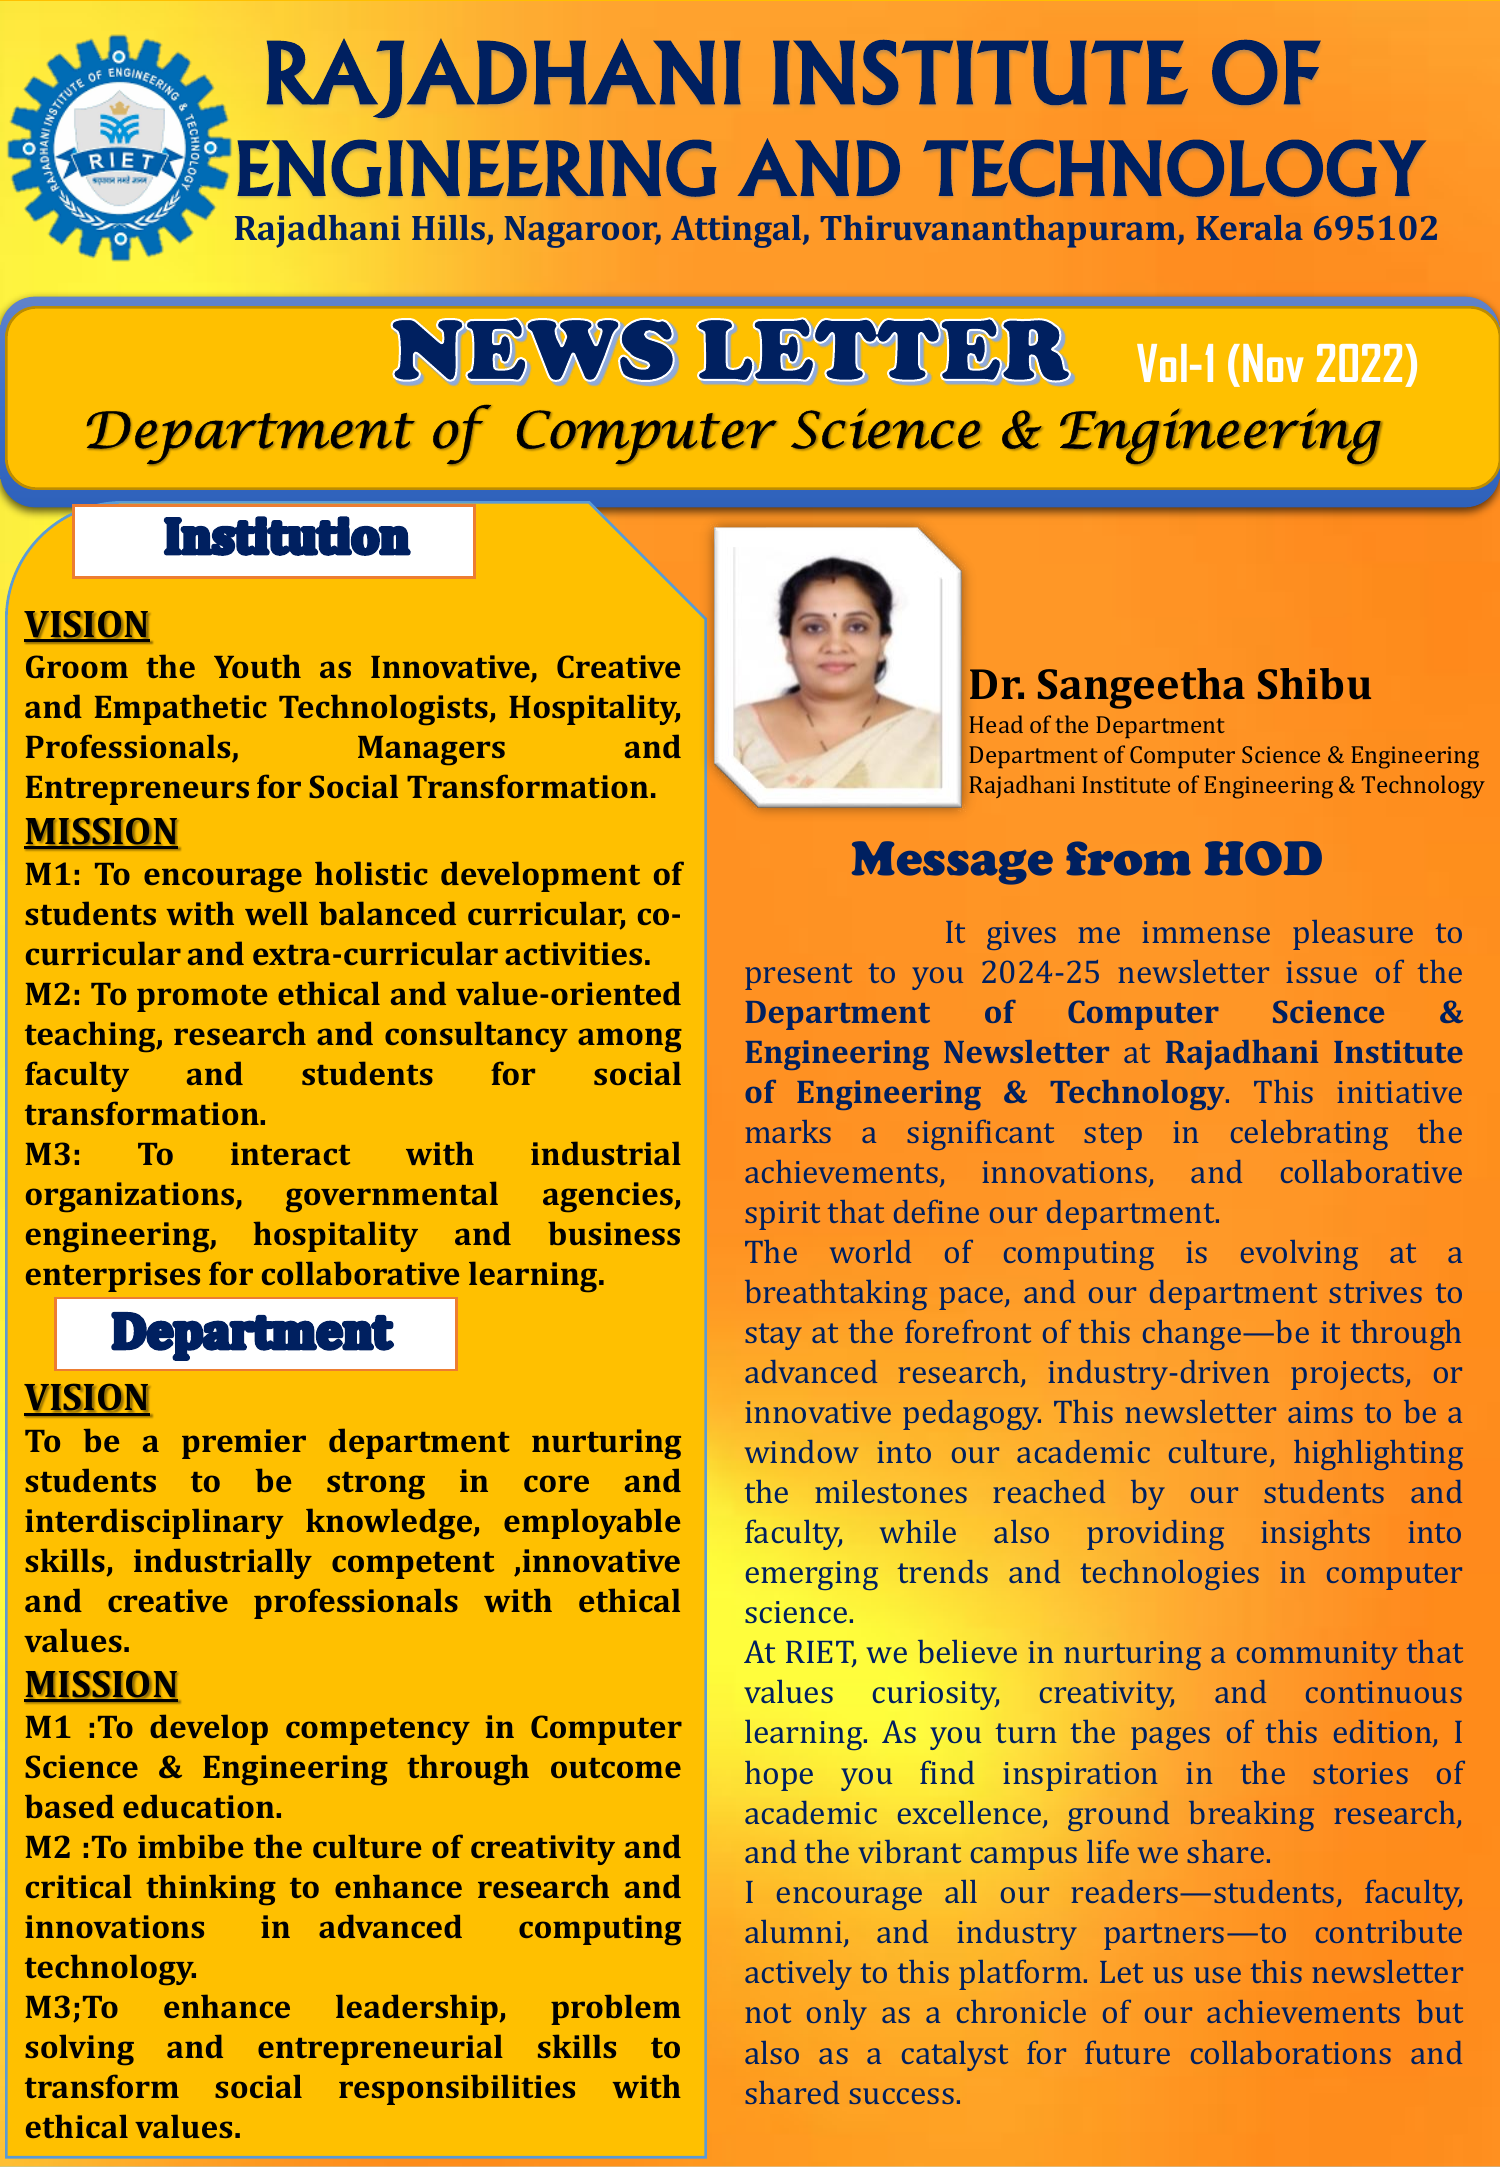 RAJADHANI INSTITUTE OF ENGINEERING & TECHNOLOGY
RIET
RAJADHANI INSTITUTE OF
ENGINEERING AND TECHNOLOGY
Rajadhani Hills, Nagaroor, Attingal, Thiruvananthapuram, Kerala 695102
NEWS LETTER
Vol-1 (Nov 2022)
Department of Computer Science & Engineering
Institution
VISION
Groom the Youth as Innovative, Creative
and Empathetic Technologists, Hospitality,
Professionals, Managers and
Entrepreneurs for Social Transformation.
MISSION
M1: To encourage holistic development of
students with well balanced curricular, co-
curricular and extra-curricular activities.
M2: To promote ethical and value-oriented
teaching, research and consultancy among
faculty and students for social
transformation.
M3: To interact with industrial
organizations, governmental agencies,
engineering, hospitality and business
enterprises for collaborative learning.
Department
VISION
To be a premier department nurturing
students to be strong in core and
interdisciplinary knowledge, employable
skills, industrially competent ,innovative
and creative professionals with ethical
values.
MISSION
M1 :To develop competency in Computer
Science & Engineering through outcome
based education.
M2 :To imbibe the culture of creativity and
critical thinking to enhance research and
innovations in advanced computing
technology.
M3;To enhance leadership, problem
solving and entrepreneurial skills to
transform social responsibilities with
ethical values.
Dr. Sangeetha Shibu
Head of the Department
Department of Computer Science & Engineering
Rajadhani Institute of Engineering & Technology
Message from HOD
It gives me immense pleasure to
present to you 2024-25 newsletter issue of the
Department of Computer Science &
Engineering Newsletter at Rajadhani Institute
of Engineering & Technology. This initiative
marks a significant step in celebrating the
achievements, innovations, and collaborative
spirit that define our department.
The world of computing is evolving at a
breathtaking pace, and our department strives to
stay at the forefront of this change—be it through
advanced research, industry-driven projects, or
innovative pedagogy. This newsletter aims to be a
window into our academic culture, highlighting
the milestones reached by our students and
faculty, while also providing insights into
emerging trends and technologies in computer
science.
At RIET, we believe in nurturing a community that
values curiosity, creativity, and continuous
learning. As you turn the pages of this edition, I
hope you find inspiration in the stories of
academic excellence, ground breaking research,
and the vibrant campus life we share.
I encourage all our readers—students, faculty,
alumni, and industry partners—to contribute
actively to this platform. Let us use this newsletter
not only as a chronicle of our achievements but
also as a catalyst for future collaborations and
shared success.